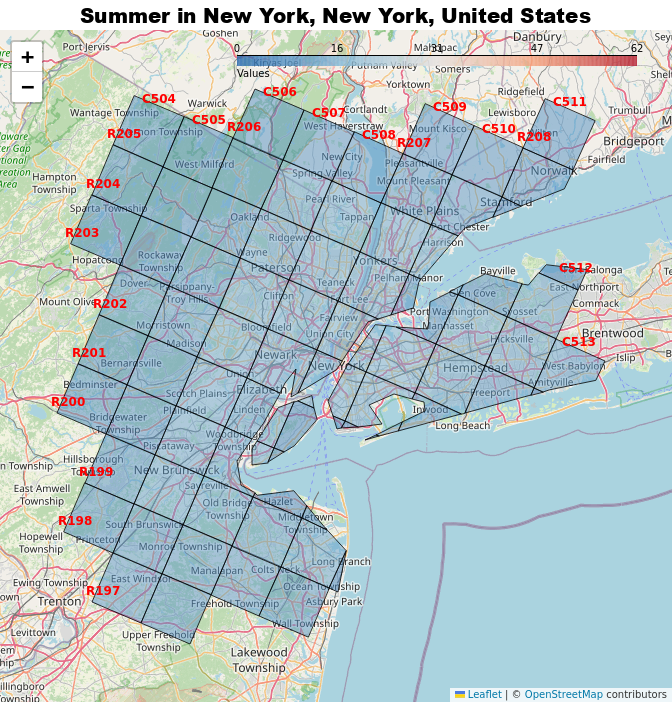 Summer in New York, New York, United States
Goshen
Danbury
Port Jervis
+
−
0 16 31 47 62
Values
Kiryas Joel
Putnam Valley
Somers
Ridgefield
Shelton
Yorktown
Warwick
Cortlandt
Lewisboro
Trumbull
Wantage Township
Vernon Township
West Haverstraw
Mount Kisco
Wilton
Bridgeport
Fairfield
C504
C505
C506
C507
C508
C509
C510
C511
C512
C513
R205
R206
R207
R208
R204
R203
R202
R201
R200
R199
R198
R197
West Milford
New City
Pleasantville
Norwalk
Hampton
Township
Spring Valley
Mount Pleasant
Sparta Township
Oakland
Pearl River
Tappan
White Plains
Stamford
Port Chester
Harrison
Ridgewood
Hopatcong
Rockaway
Township
Wayne
Paterson
Yonkers
Pelham Manor
Bayville
Dover
Parsippany-
Troy Hills
Teaneck
Clifton
Fort Lee
Glen Cove
East Northport
Commack
Mount Olive
Port Washington
Syosset
Manhasset
Morristown
Bloomfield
Fairview
Union City
Madison
Hicksville
Brentwood
Bernardsville
Newark
New York
Hempstead
West Babylon
Islip
Union
Elizabeth
Amityville
Bedminster
Scotch Plains
Freeport
Plainfield
Linden
Inwood
Long Beach
Bridgewater
Township
Woodbridge
Township
Piscataway
Hillsborough
Township
New Brunswick
Sayreville
East Amwell
Township
Old Bridge
Township
Hazlet
Middletown
Township
South Brunswick
Hopewell
Township
Princeton
Monroe Township
Long Branch
East Windsor
Manalapan
Colts Neck
Ocean Township
Ewing Township
Trenton
Freehold Township
Asbury Park
Wall Township
Levittown
Upper Freehold
Township
Lakewood
Township
Leaflet | © OpenStreetMap contributors